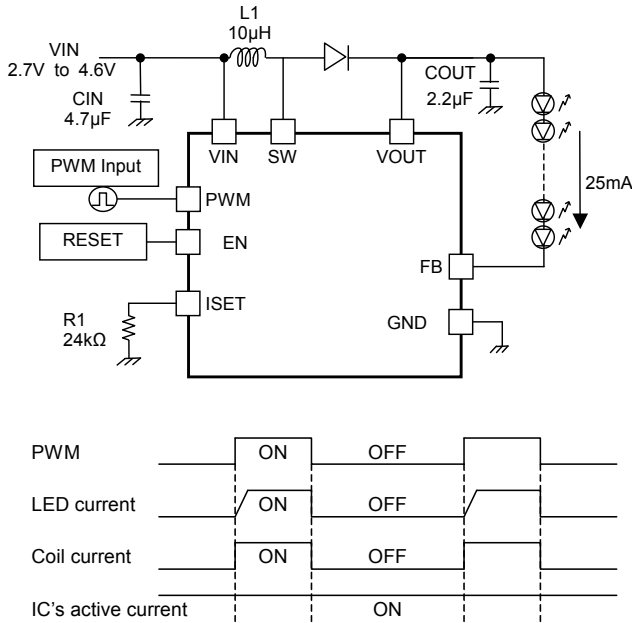 L1
10µH
VIN
2.7V to 4.6V
CIN
4.7µF
COUT
2.2µF
VIN
SW
VOUT
PWM Input
PWM
25mA
RESET
EN
FB
ISET
GND
R1
24kΩ
PWM
ON
OFF
LED current
ON
OFF
Coil current
ON
OFF
IC's active current
ON